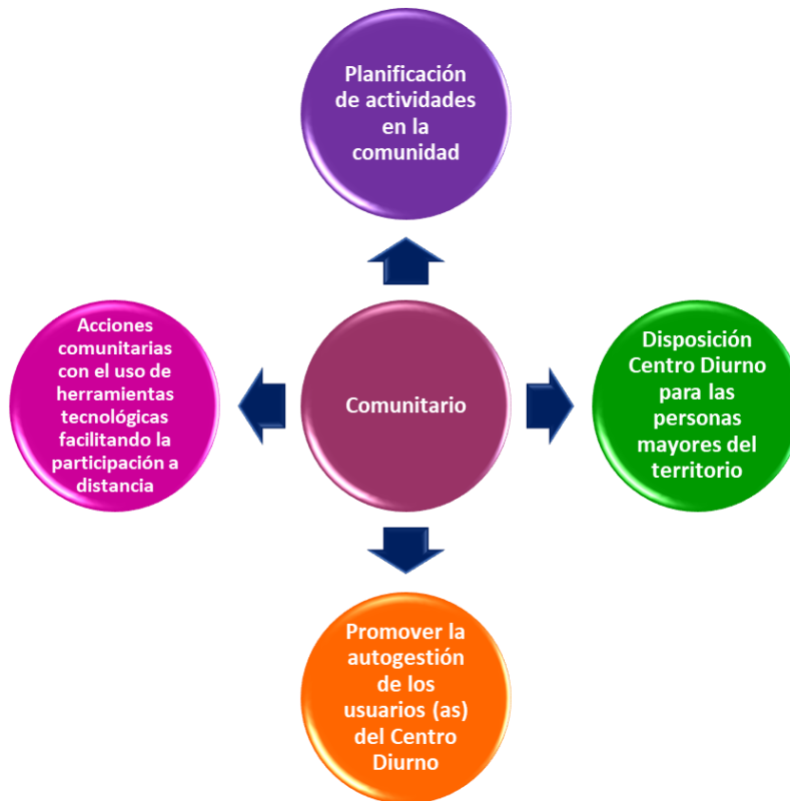 Planificación
de actividades
en la
comunidad
Acciones
comunitarias
con el uso de
herramientas
tecnológicas
facilitando la
participación a
distancia
Comunitario
Disposición
Centro Diurno
para las
personas
mayores del
territorio
Promover la
autogestión
de los
usuarios (as)
del Centro
Diurno